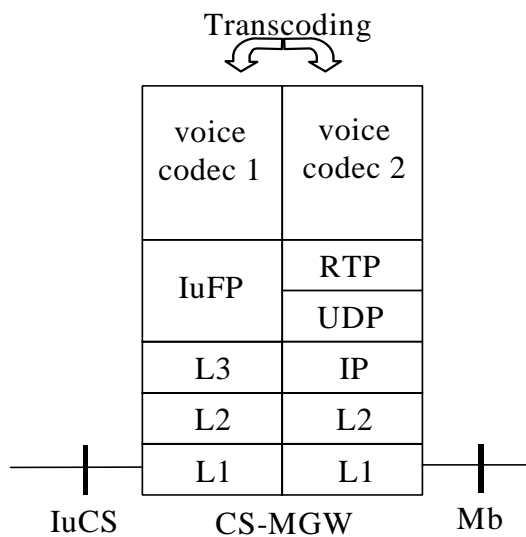 Transcoding
voice codec 1
voice codec 2
IuFP
RTP
UDP
L3
IP
L2
L2
L1
L1
IuCS
CS-MGW
Mb